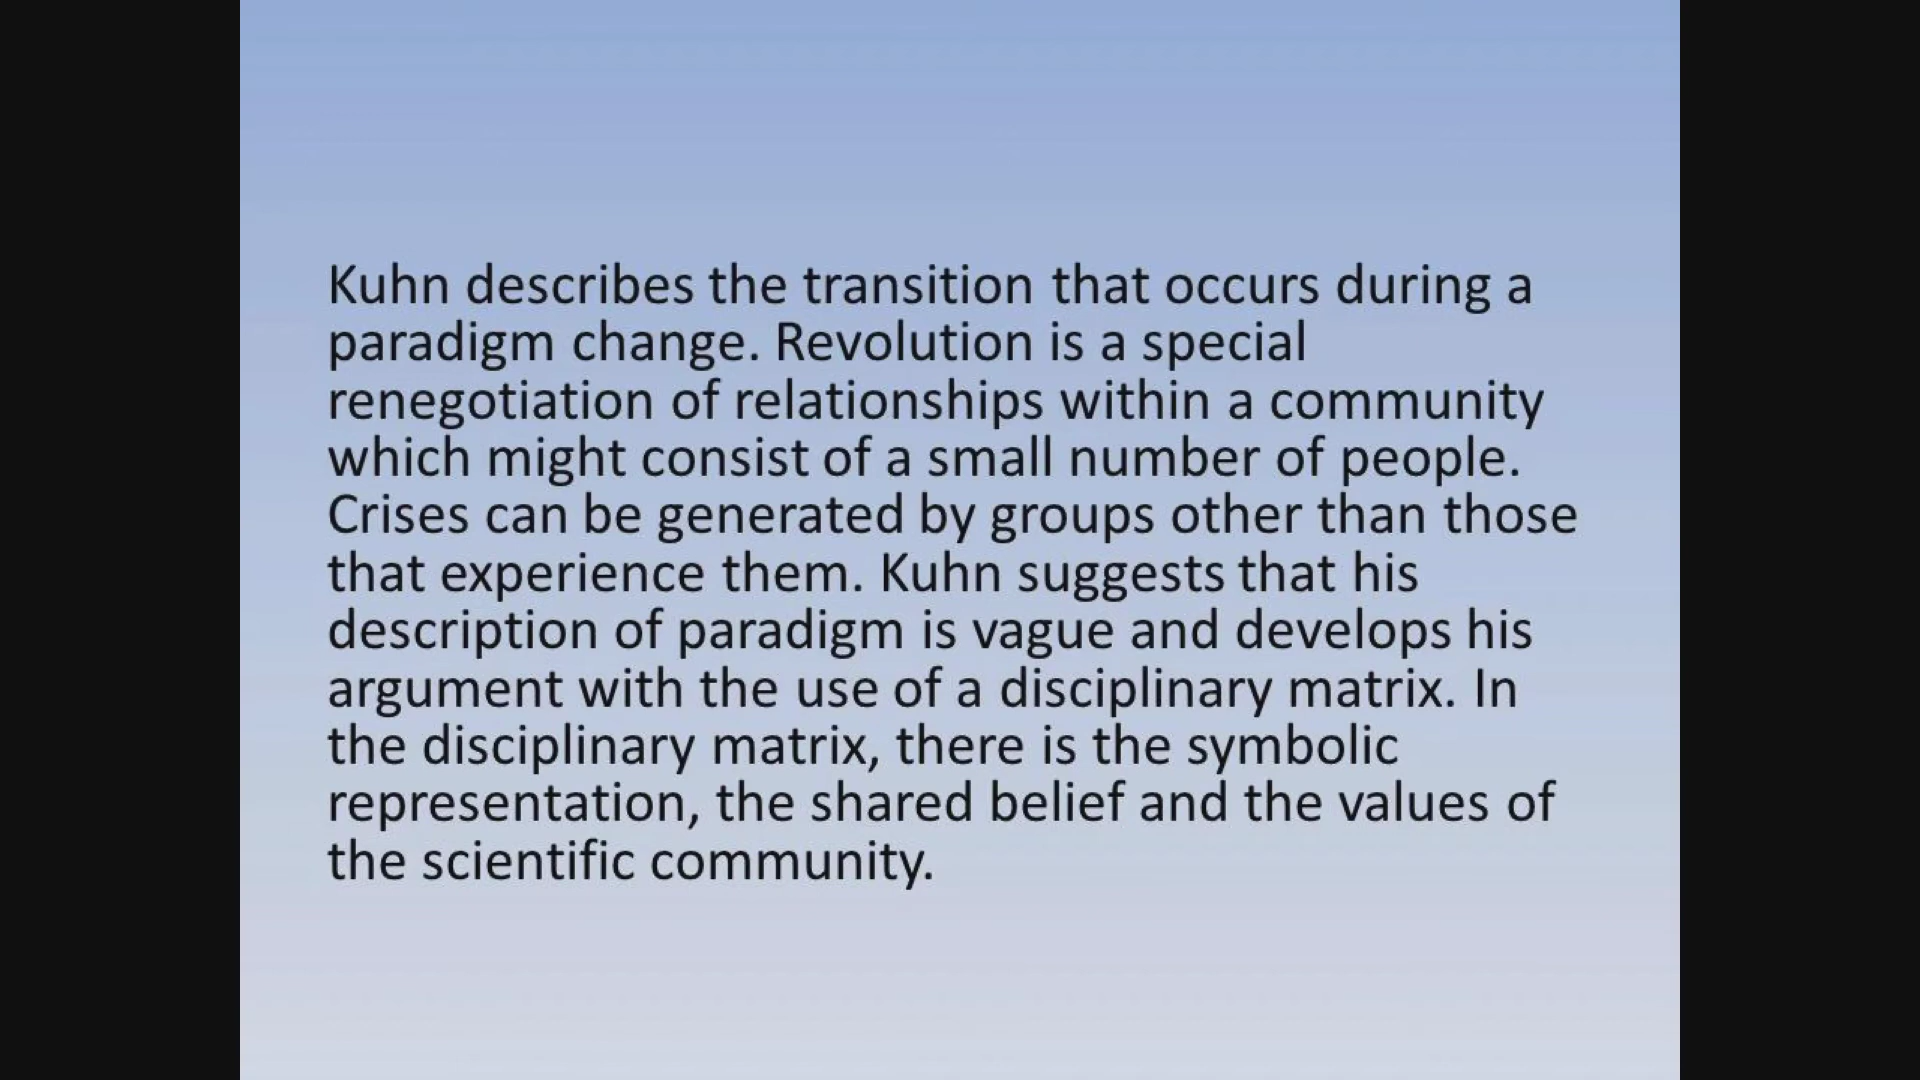 Kuhn describes the transition that occurs during a
paradigm change. Revolution is a special
renegotiation of relationships within a community
which might consist of a small number of people.
Crises can be generated by groups other than those
that experience them. Kuhn suggests that his
description of paradigm is vague and develops his
argument with the use of a disciplinary matrix. In
the disciplinary matrix, there is the symbolic
representation, the shared belief and the values of
the scientific community.